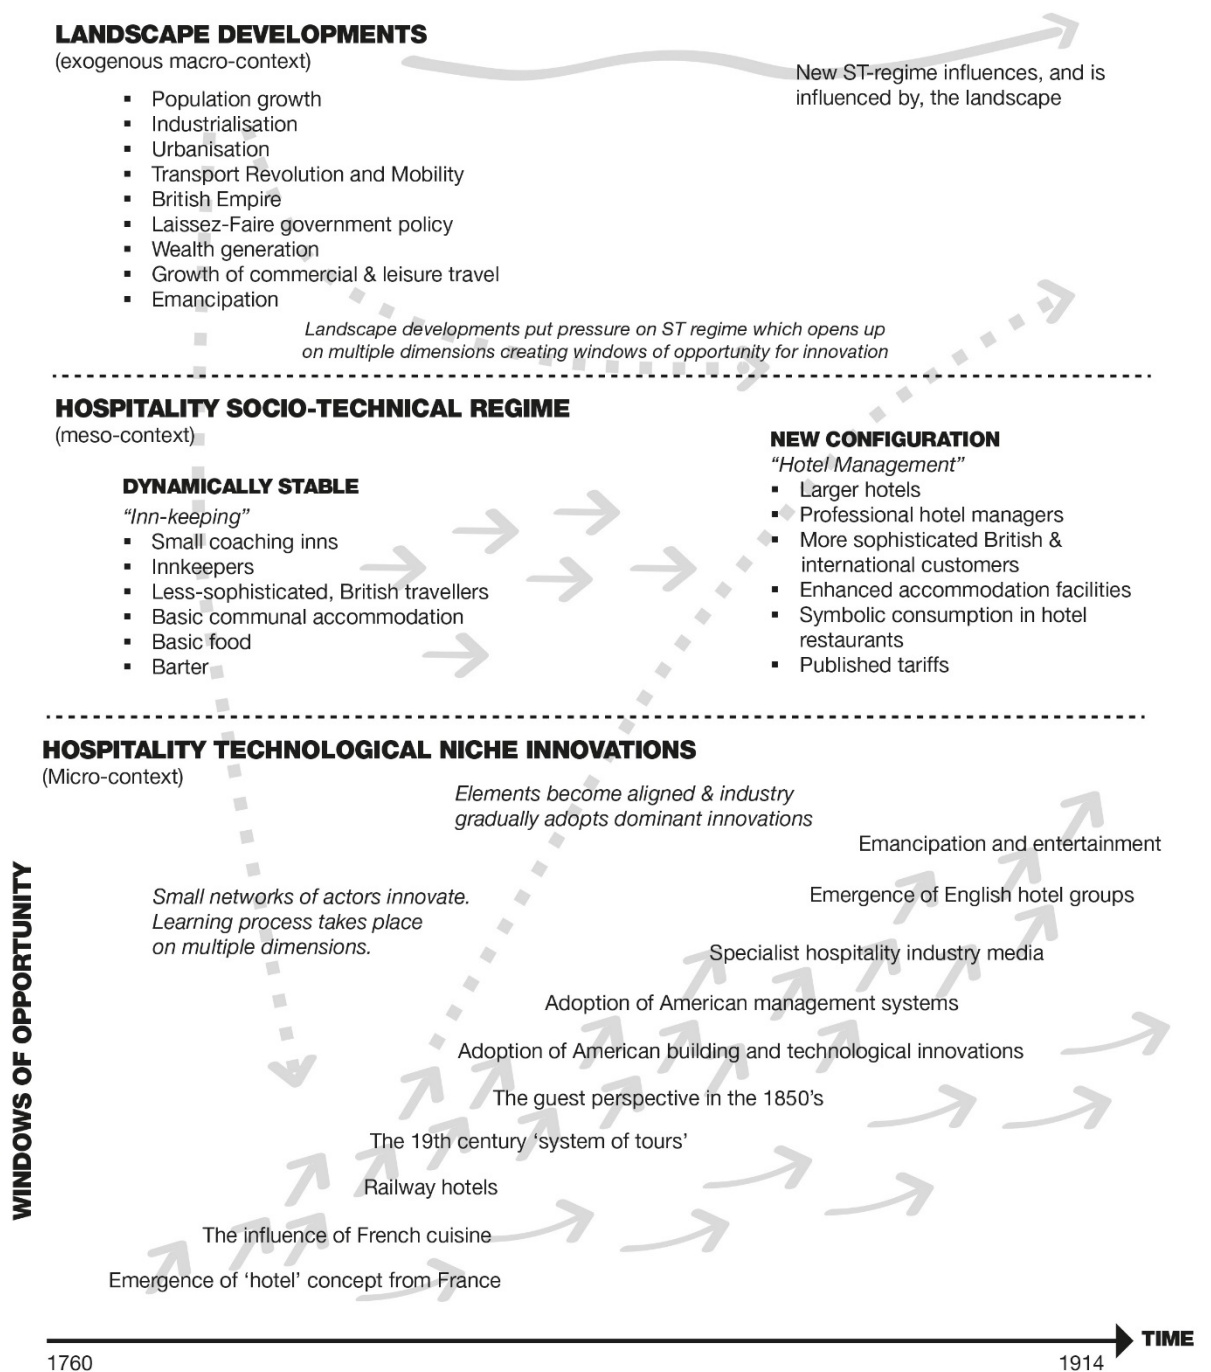 LANDSCAPE DEVELOPMENTS
(exogenous macro-context)
New ST-regime influences, and is
influenced by, the landscape
▪ Population growth
▪ Industrialisation
▪ Urbanisation
▪ Transport Revolution and Mobility
▪ British Empire
▪ Laissez-Faire government policy
▪ Wealth generation
▪ Growth of commercial & leisure travel
▪ Emancipation
Landscape developments put pressure on ST regime which opens up
on multiple dimensions creating windows of opportunity for innovation
HOSPITALITY SOCIO-TECHNICAL REGIME
(meso-context)
DYNAMICALLY STABLE
“Inn-keeping”
▪ Small coaching inns
▪ Innkeepers
▪ Less-sophisticated, British travellers
▪ Basic communal accommodation
▪ Basic food
▪ Barter
NEW CONFIGURATION
“Hotel Management”
▪ Larger hotels
▪ Professional hotel managers
▪ More sophisticated British &
international customers
▪ Enhanced accommodation facilities
▪ Symbolic consumption in hotel
restaurants
▪ Published tariffs
HOSPITALITY TECHNOLOGICAL NICHE INNOVATIONS
(Micro-context)
Elements become aligned & industry
gradually adopts dominant innovations
Small networks of actors innovate.
Learning process takes place
on multiple dimensions.
WINDOWS OF OPPORTUNITY
Emancipation and entertainment
Emergence of English hotel groups
Specialist hospitality industry media
Adoption of American management systems
Adoption of American building and technological innovations
The guest perspective in the 1850’s
The 19th century ‘system of tours’
Railway hotels
The influence of French cuisine
Emergence of ‘hotel’ concept from France
TIME
1760
1914